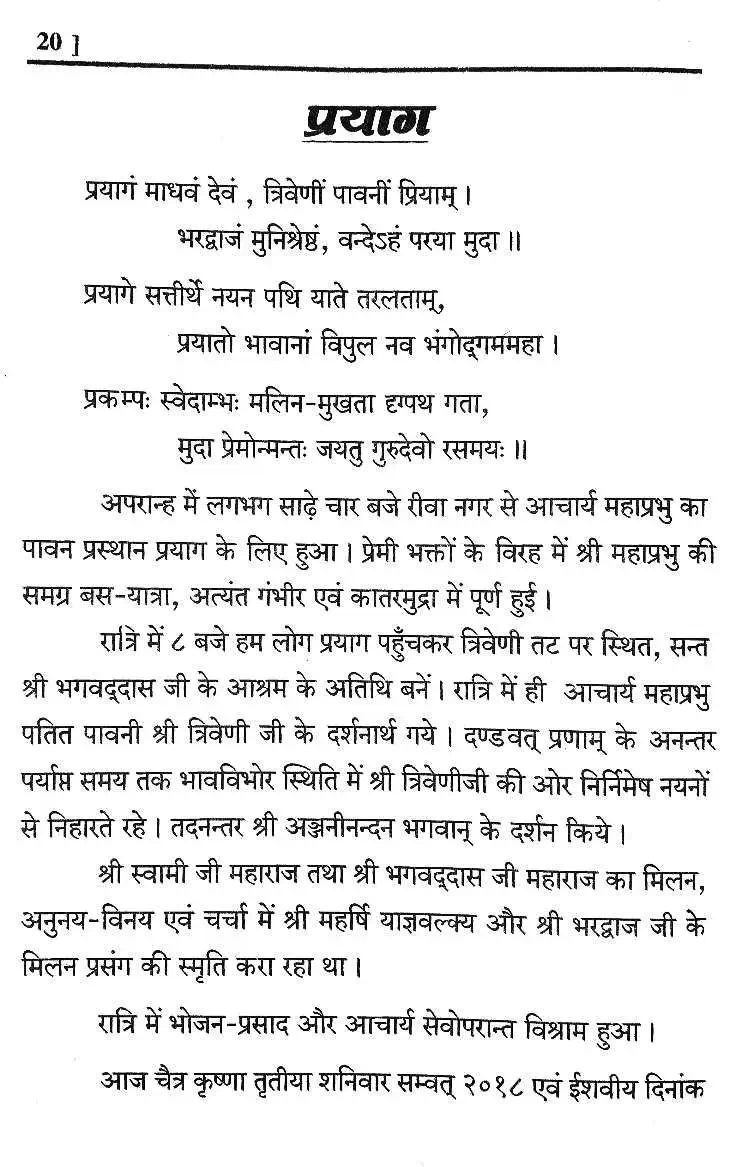 20 ]
प्रयाग
प्रयागं माधवं देवं , त्रिवेणीं पावनीं प्रियाम् ।
भरद्वाजं मुनिश्रेष्ठं, वन्देऽहं परया मुदा ॥
प्रयागे सत्तीर्थे नयन पथि याते तरलताम्,
प्रयातो भावानां विपुल नव भंगोद्गममहा ।
प्रकम्पः स्वेदाम्भः मलिन-मुखता दृग्पथ गता,
मुदा प्रेमोन्मन्तः जयतु गुरुदेवो रसमयः ॥
अपरान्ह में लगभग साढ़े चार बजे रीवा नगर से आचार्य महाप्रभु का
पावन प्रस्थान प्रयाग के लिए हुआ । प्रेमी भक्तों के विरह में श्री महाप्रभु की
समग्र बस-यात्रा, अत्यंत गंभीर एवं कातरमुद्रा में पूर्ण हुई ।
रात्रि में ८ बजे हम लोग प्रयाग पहुँचकर त्रिवेणी तट पर स्थित, सन्त
श्री भगवद्दास जी के आश्रम के अतिथि बनें । रात्रि में ही आचार्य महाप्रभु
पतित पावनी श्री त्रिवेणी जी के दर्शनार्थ गये । दण्डवत् प्रणाम् के अनन्तर
पर्याप्त समय तक भावविभोर स्थिति में श्री त्रिवेणीजी की ओर निर्निमेष नयनों
से निहारते रहे । तदनन्तर श्री अञ्जनीनन्दन भगवान् के दर्शन किये ।
श्री स्वामी जी महाराज तथा श्री भगवद्दास जी महाराज का मिलन,
अनुनय-विनय एवं चर्चा में श्री महर्षि याज्ञवल्क्य और श्री भरद्वाज जी के
मिलन प्रसंग की स्मृति करा रहा था ।
रात्रि में भोजन-प्रसाद और आचार्य सेवोपरान्त विश्राम हुआ ।
आज चैत्र कृष्णा तृतीया शनिवार सम्वत् २०१८ एवं ईशवीय दिनांक